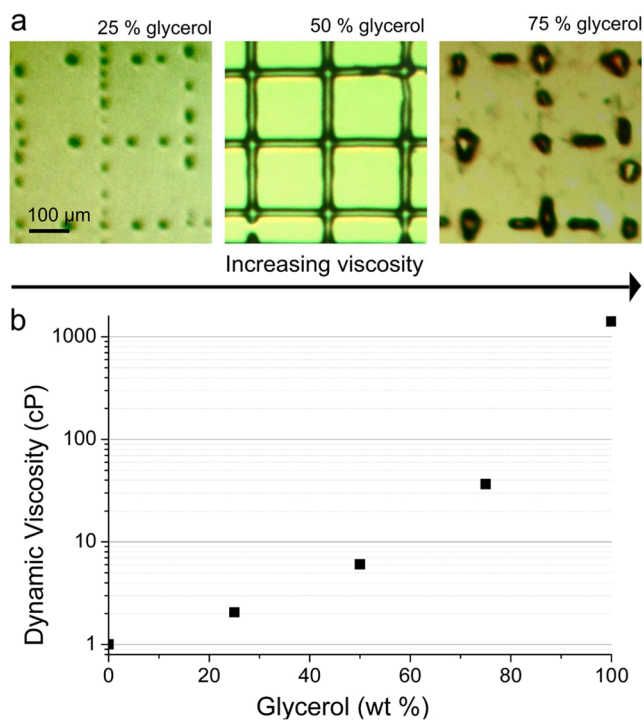 a
25 % glycerol
50 % glycerol
75 % glycerol
100 µm
Increasing viscosity
b
Dynamic Viscosity (cP)
1000
100
10
1
0
20
40
60
80
100
Glycerol (wt %)